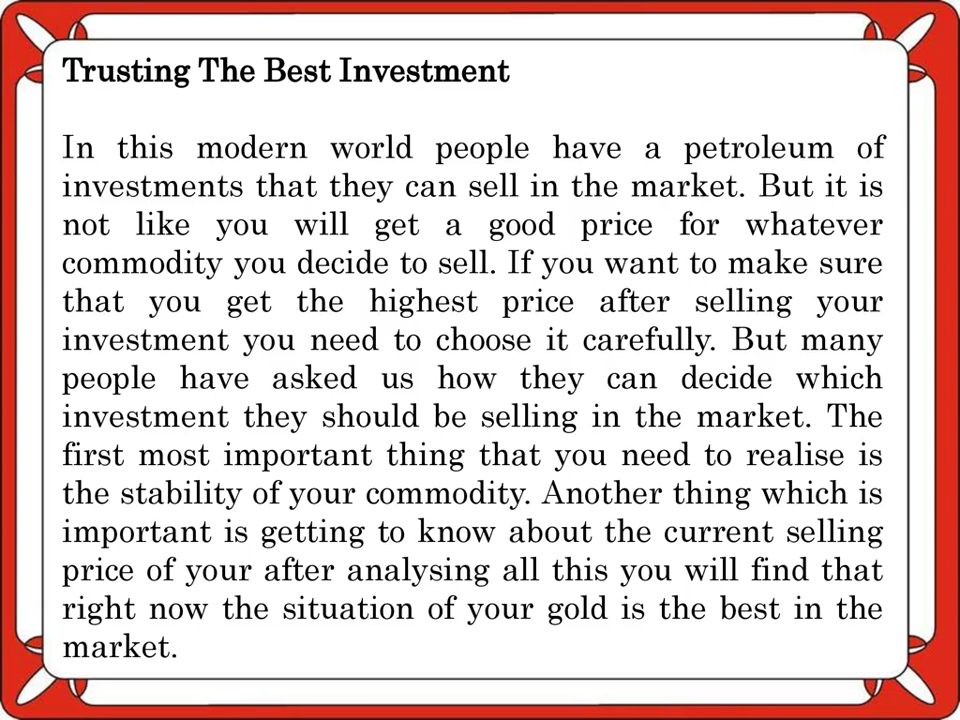 Trusting The Best Investment
In this modern world people have a petroleum of
investments that they can sell in the market. But it is
not like you will get a good price for whatever
commodity you decide to sell. If you want to make sure
that you get the highest price after selling your
investment you need to choose it carefully. But many
people have asked us how they can decide which
investment they should be selling in the market. The
first most important thing that you need to realise is
the stability of your commodity. Another thing which is
important is getting to know about the current selling
price of your after analysing all this you will find that
right now the situation of your gold is the best in the
market.